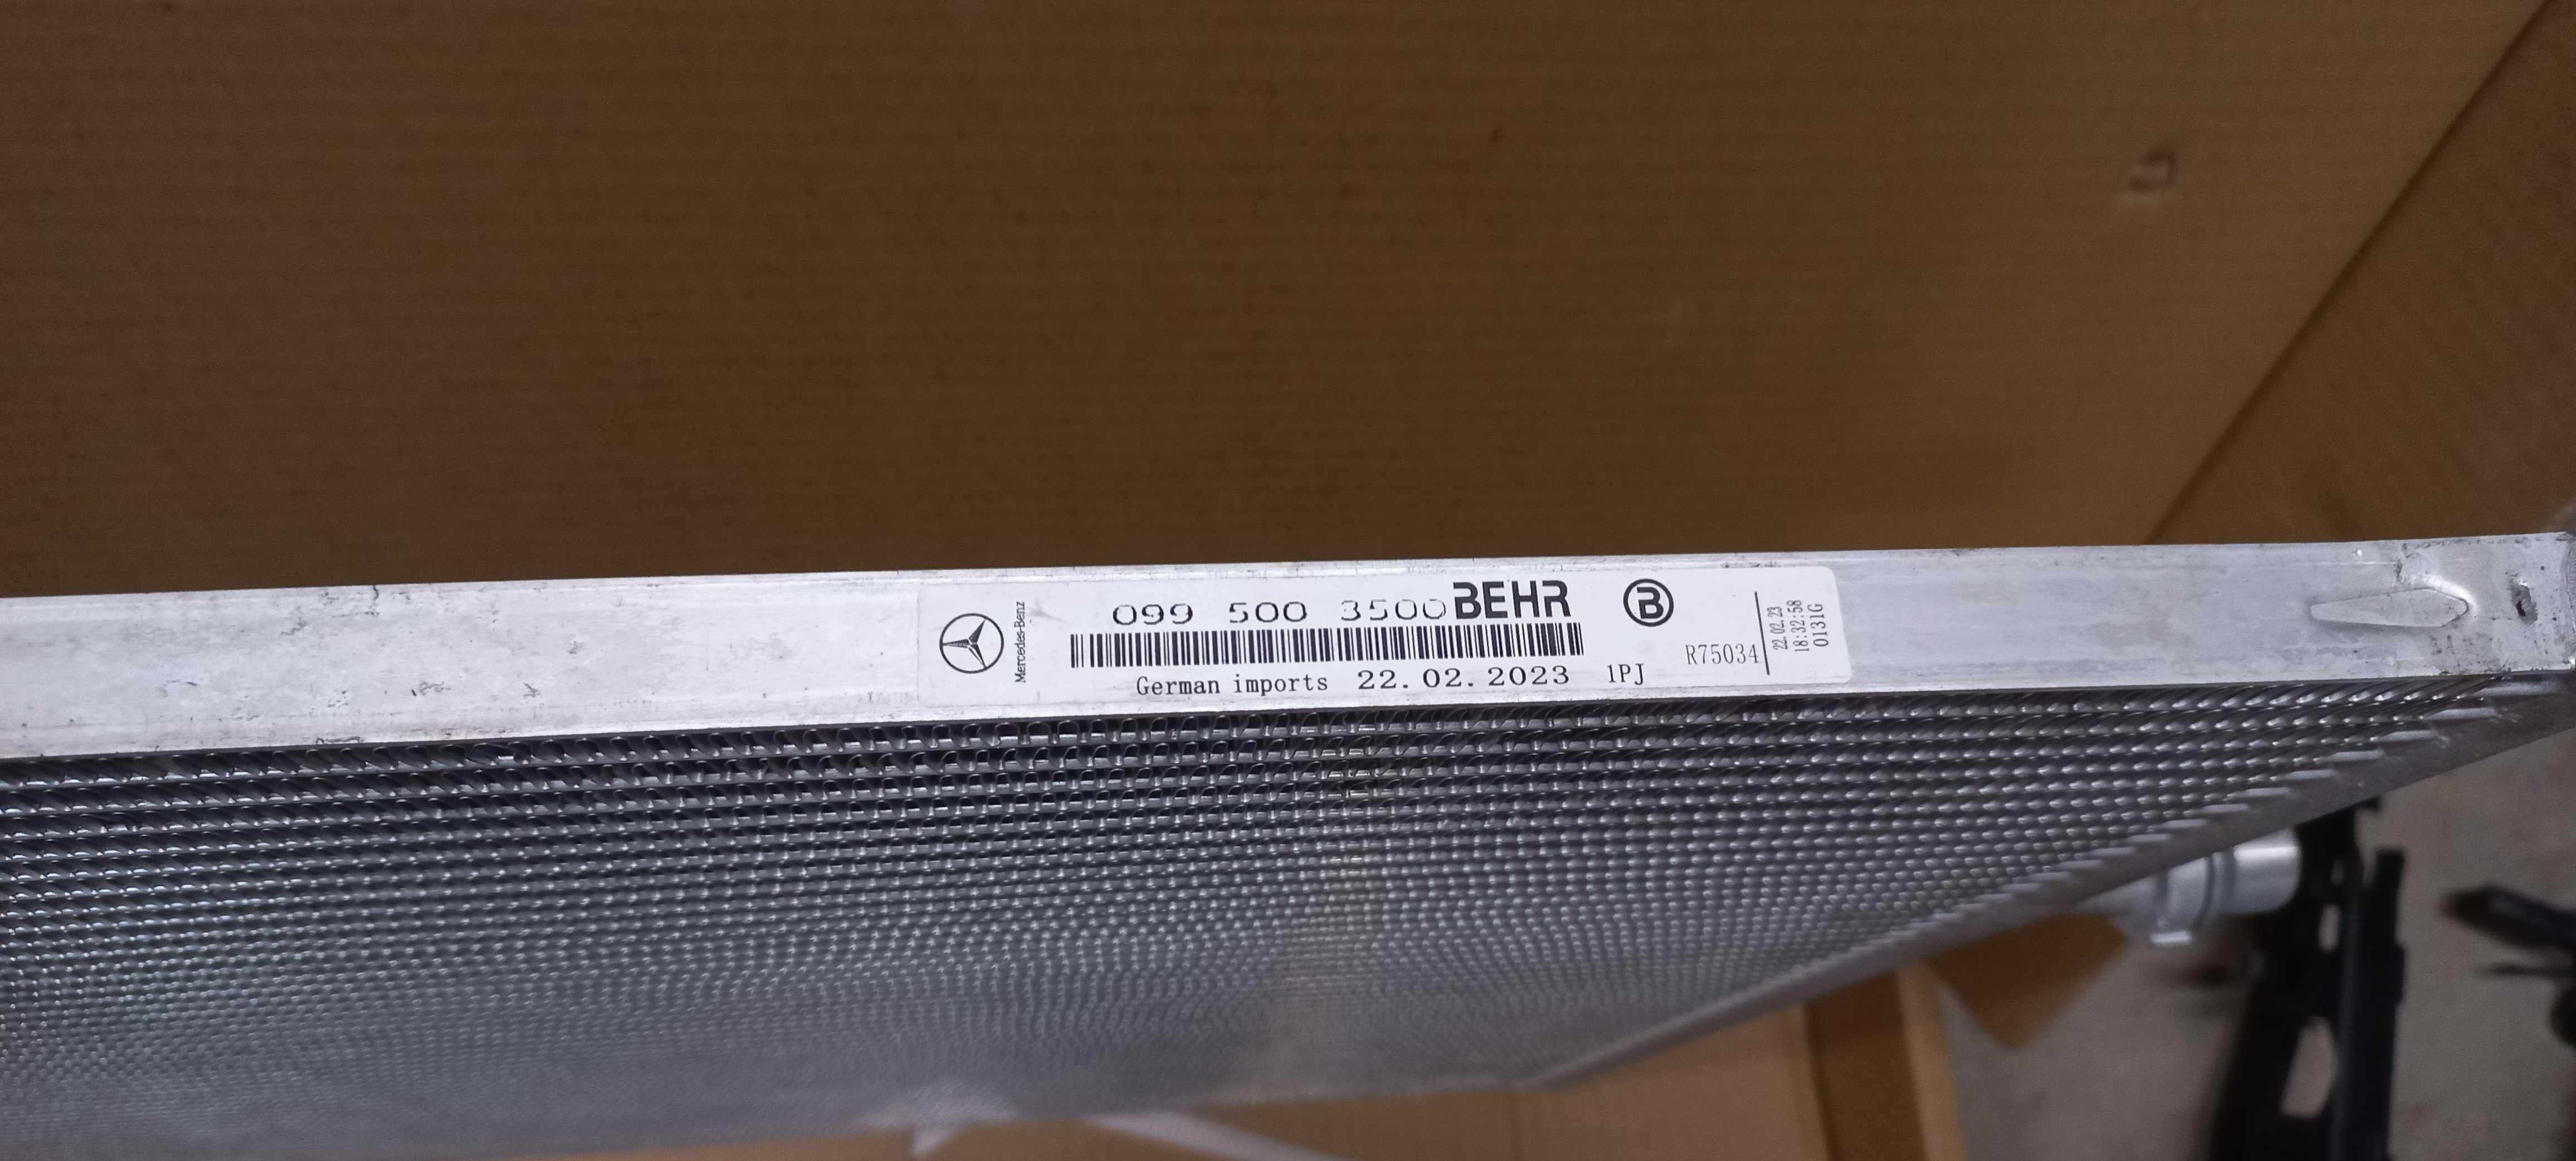 Mercedes-Benz
099 500 3500 BEHR
B
German imports 22.02.2023 1PJ
R75034
22.02.23
18:32:58
0131G